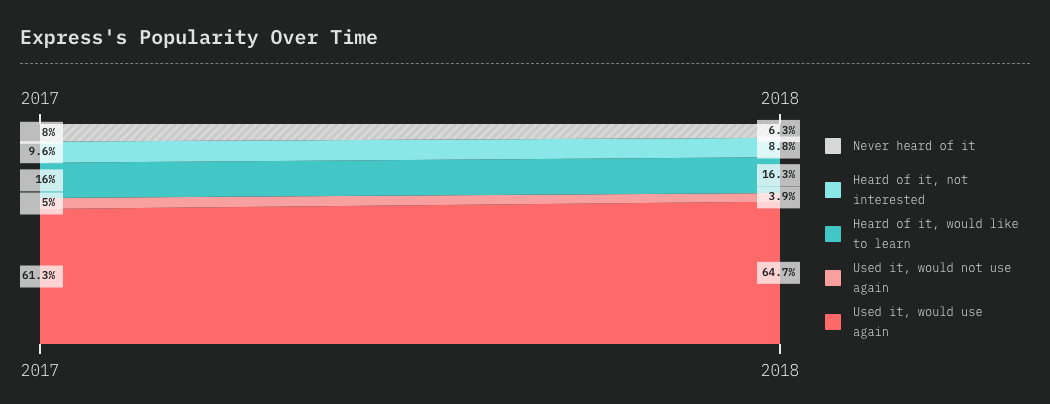 Express's Popularity Over Time
2017
2018
8%
9.6%
16%
5%
61.3%
6.3%
8.8%
16.3%
3.9%
64.7%
2017
2018
Never heard of it
Heard of it, not
interested
Heard of it, would like
to learn
Used it, would not use
again
Used it, would use
again